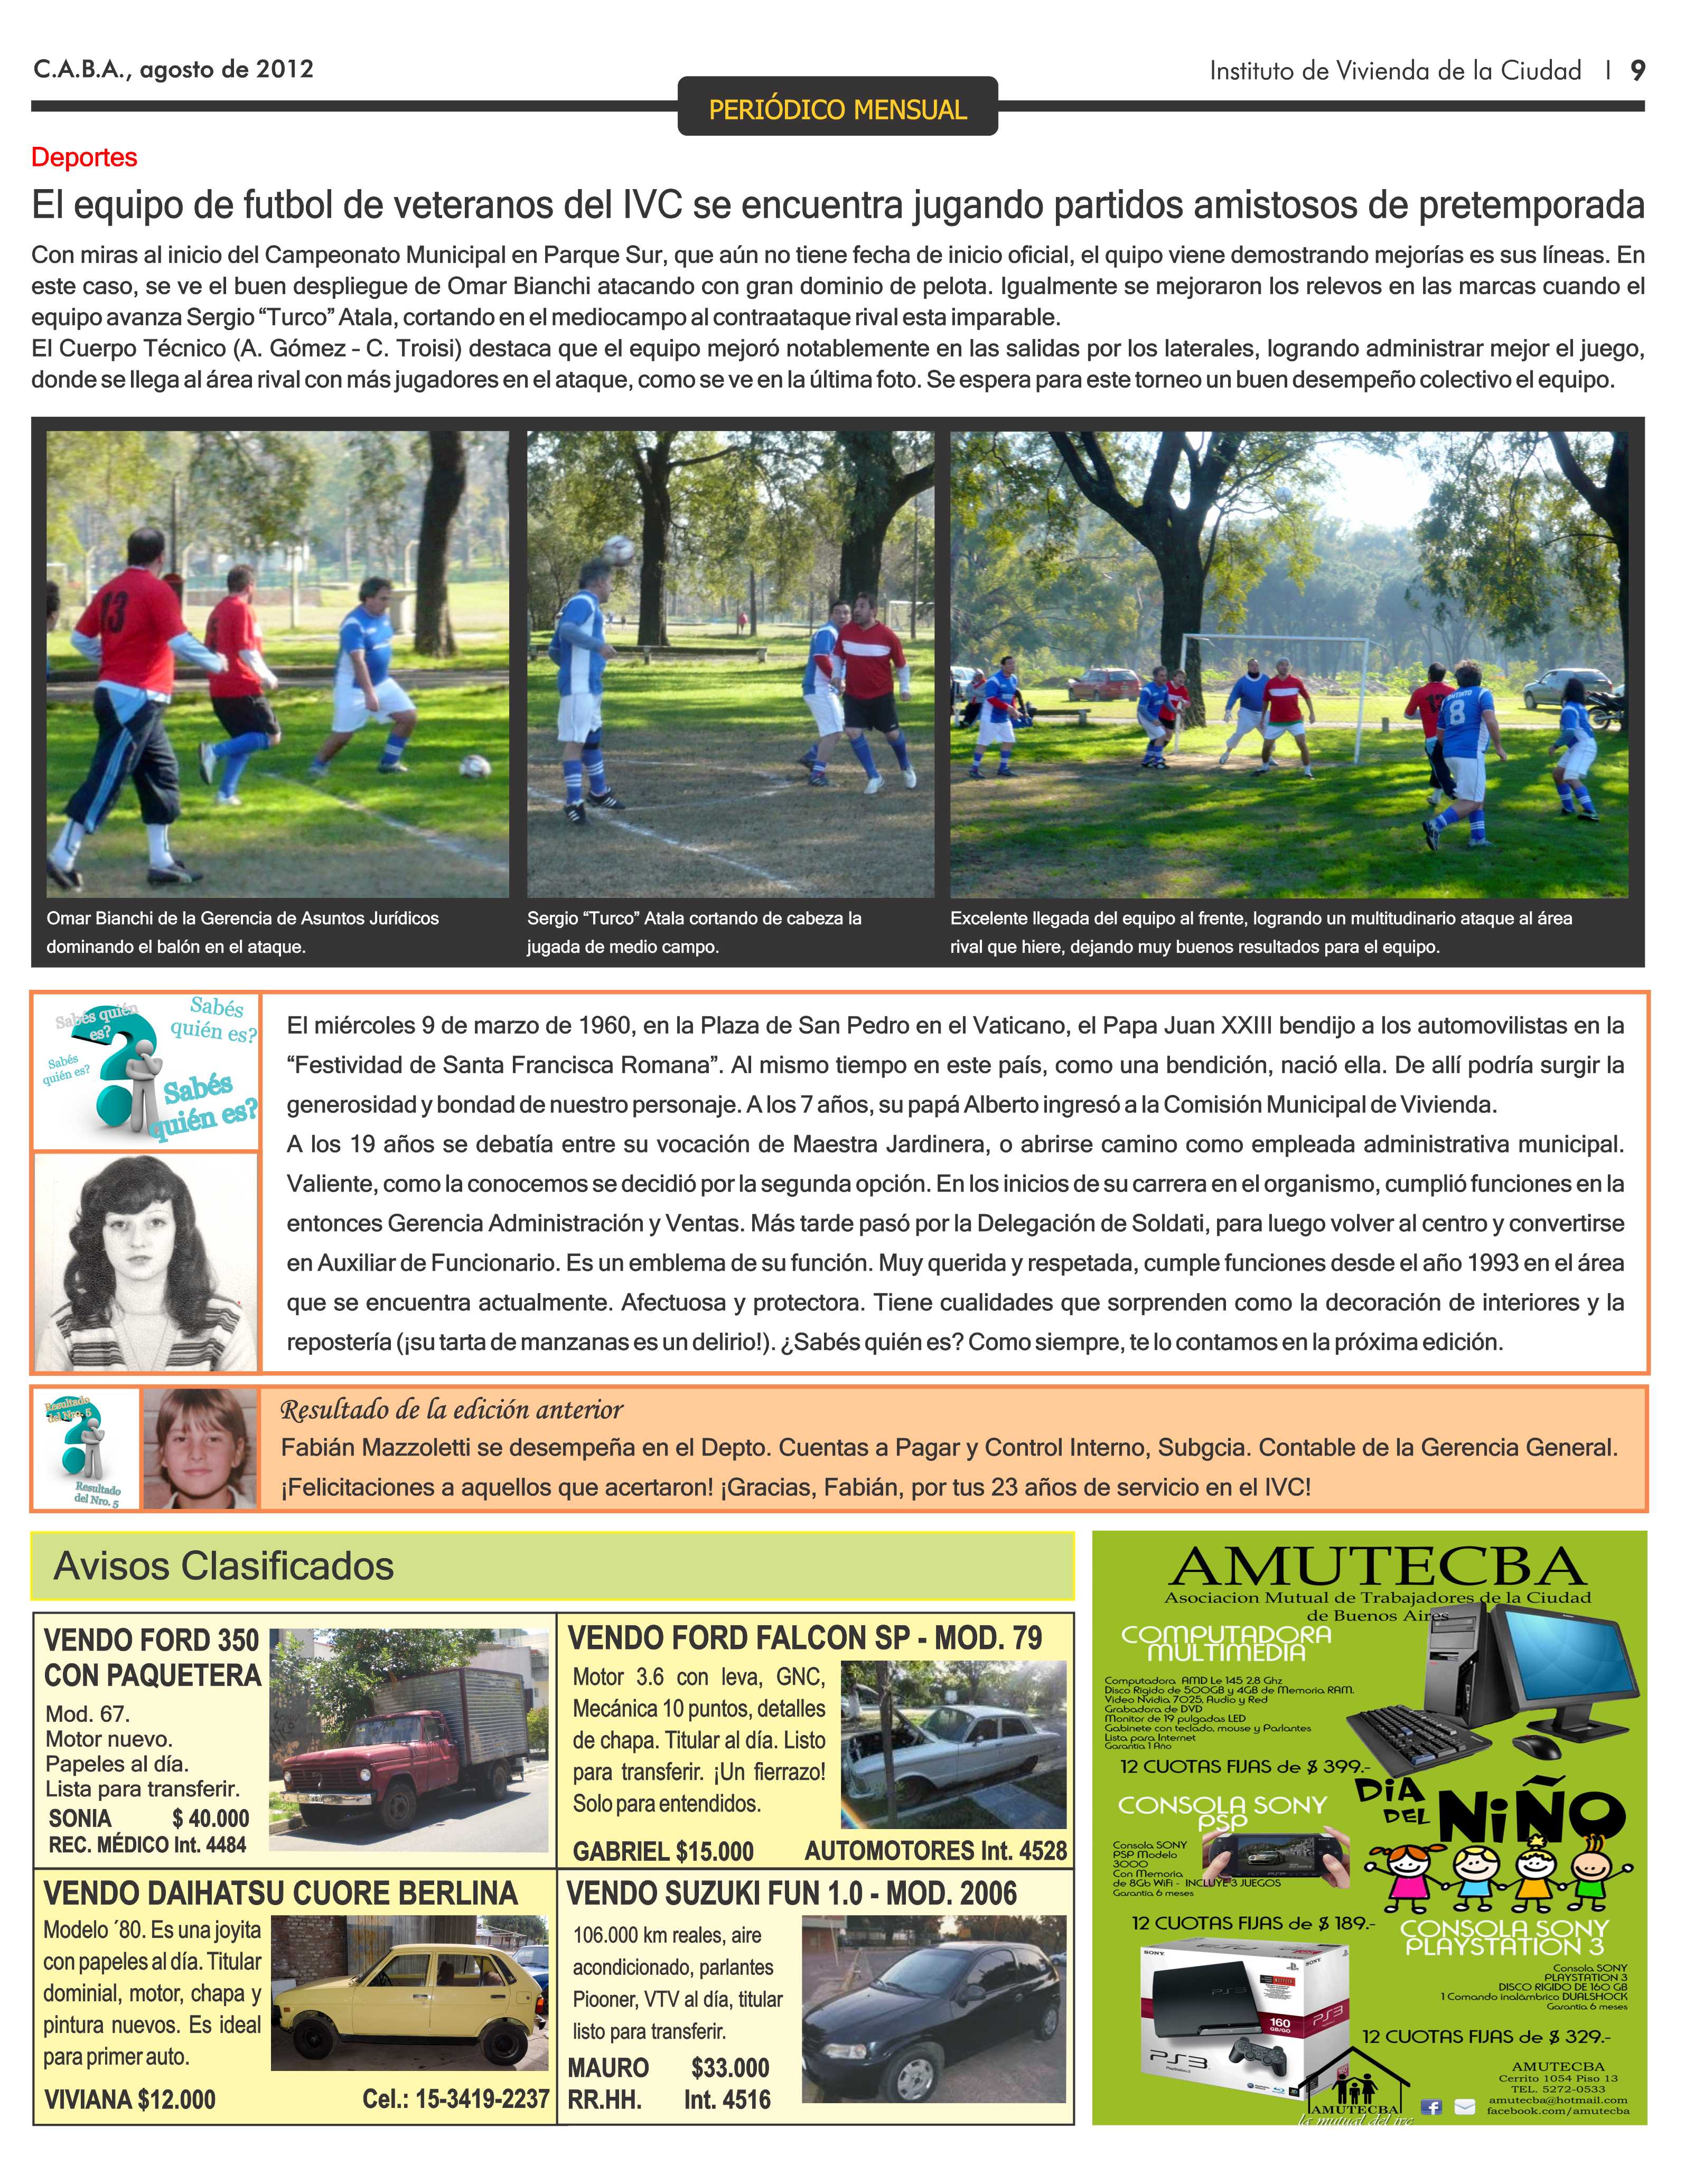 C.A.B.A., agosto de 2012
Instituto de Vivienda de la Ciudad | 9
PERIÓDICO MENSUAL
Deportes
El equipo de futbol de veteranos del IVC se encuentra jugando partidos amistosos de pretemporada
Con miras al inicio del Campeonato Municipal en Parque Sur, que aún no tiene fecha de inicio oficial, el quipo viene demostrando mejorías es sus líneas. En
este caso, se ve el buen despliegue de Omar Bianchi atacando con gran dominio de pelota. Igualmente se mejoraron los relevos en las marcas cuando el
equipo avanza Sergio “Turco” Atala, cortando en el mediocampo al contraataque rival esta imparable.
El Cuerpo Técnico (A. Gómez - C. Troisi) destaca que el equipo mejoró notablemente en las salidas por los laterales, logrando administrar mejor el juego,
donde se llega al área rival con más jugadores en el ataque, como se ve en la última foto. Se espera para este torneo un buen desempeño colectivo el equipo.
13
8
Omar Bianchi de la Gerencia de Asuntos Jurídicos
dominando el balón en el ataque.
Sergio “Turco” Atala cortando de cabeza la
jugada de medio campo.
Excelente llegada del equipo al frente, logrando un multitudinario ataque al área
rival que hiere, dejando muy buenos resultados para el equipo.
Sabés quién
es?
Sabés
quién es?
Sabés
quién es?
Sabés
quién es?
El miércoles 9 de marzo de 1960, en la Plaza de San Pedro en el Vaticano, el Papa Juan XXIII bendijo a los automovilistas en la
“Festividad de Santa Francisca Romana”. Al mismo tiempo en este país, como una bendición, nació ella. De allí podría surgir la
generosidad y bondad de nuestro personaje. A los 7 años, su papá Alberto ingresó a la Comisión Municipal de Vivienda.
A los 19 años se debatía entre su vocación de Maestra Jardinera, o abrirse camino como empleada administrativa municipal.
Valiente, como la conocemos se decidió por la segunda opción. En los inicios de su carrera en el organismo, cumplió funciones en la
entonces Gerencia Administración y Ventas. Más tarde pasó por la Delegación de Soldati, para luego volver al centro y convertirse
en Auxiliar de Funcionario. Es un emblema de su función. Muy querida y respetada, cumple funciones desde el año 1993 en el área
que se encuentra actualmente. Afectuosa y protectora. Tiene cualidades que sorprenden como la decoración de interiores y la
repostería (¡su tarta de manzanas es un delirio!). ¿Sabés quién es? Como siempre, te lo contamos en la próxima edición.
Resultado
del Nro. 5
Resultado
del Nro. 5
Resultado de la edición anterior
Fabián Mazzoletti se desempeña en el Depto. Cuentas a Pagar y Control Interno, Subgcia. Contable de la Gerencia General.
¡Felicitaciones a aquellos que acertaron! ¡Gracias, Fabián, por tus 23 años de servicio en el IVC!
Avisos Clasificados
VENDO FORD 350
CON PAQUETERA
Mod. 67.
Motor nuevo.
Papeles al día.
Lista para transferir.
SONIA $ 40.000
REC. MÉDICO Int. 4484
VENDO FORD FALCON SP - MOD. 79
Motor 3.6 con leva, GNC,
Mecánica 10 puntos, detalles
de chapa. Titular al día. Listo
para transferir. ¡Un fierrazo!
Solo para entendidos.
GABRIEL $15.000 AUTOMOTORES Int. 4528
VENDO DAIHATSU CUORE BERLINA
Modelo ´80. Es una joyita
con papeles al día. Titular
dominial, motor, chapa y
pintura nuevos. Es ideal
para primer auto.
VIVIANA $12.000 Cel.: 15-3419-2237
VENDO SUZUKI FUN 1.0 - MOD. 2006
106.000 km reales, aire
acondicionado, parlantes
Piooner, VTV al día, titular
listo para transferir.
MAURO $33.000
RR.HH. Int. 4516
AMUTECBA
Asociacion Mutual de Trabajadores de la Ciudad
de Buenos Aires
COMPUTADORA
MULTIMEDIA
Computadora AMD Le 145 2.8 Ghz
Disco Rigido de 500GB y 4GB de Memoria RAM.
Video Nvidia 7025, Audio y Red
Grabadora de DVD
Monitor de 19 pulgadas LED
Gabinete con teclado, mouse y Parlantes
Lista para Internet
Garantia 1 Año
12 CUOTAS FIJAS de $ 399.-
DiA
DEL NiÑO
CONSOLA SONY
PSP
Consola SONY
PSP Modelo
3000
Con Memoria
de 8Gb WiFi - INCLUYE 3 JUEGOS
Garantia 6 meses
12 CUOTAS FIJAS de $ 189.-
CONSOLA SONY
PLAYSTATION 3
Consola SONY
PLAYSTATION 3
DISCO RIGIDO DE 160 GB
1 Comando inalámbrico DUALSHOCK
Garantia 6 meses
SONY
SONY
PS3
160
GB/GO
PS3
PS3
12 CUOTAS FIJAS de $ 329.-
AMUTECBA
Cerrito 1054 Piso 13
TEL. 5272-0533
amutecba@hotmail.com
facebook.com/amutecba
AMUTECBA
la mutual del ivc